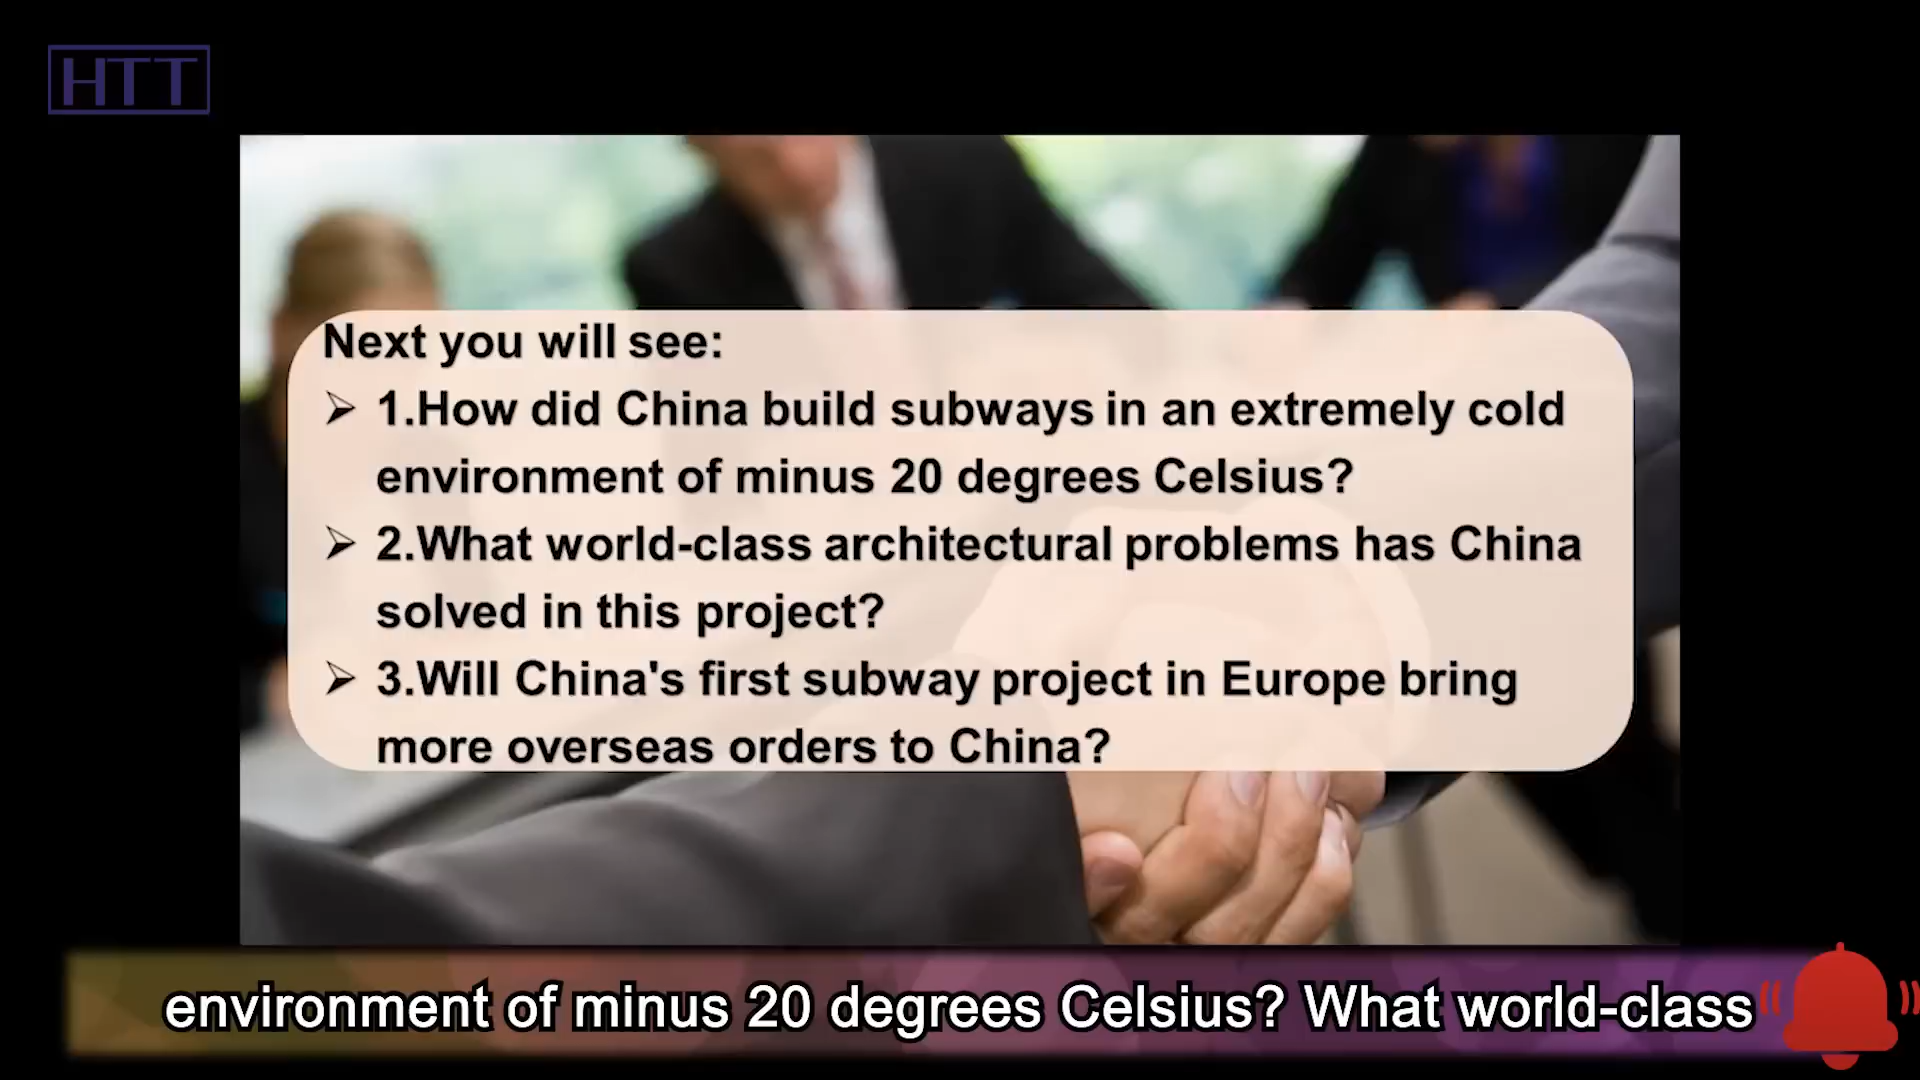 HTT
Next you will see:
➢ 1.How did China build subways in an extremely cold
environment of minus 20 degrees Celsius?
➢ 2.What world-class architectural problems has China
solved in this project?
➢ 3.Will China's first subway project in Europe bring
more overseas orders to China?
environment of minus 20 degrees Celsius? What world-class